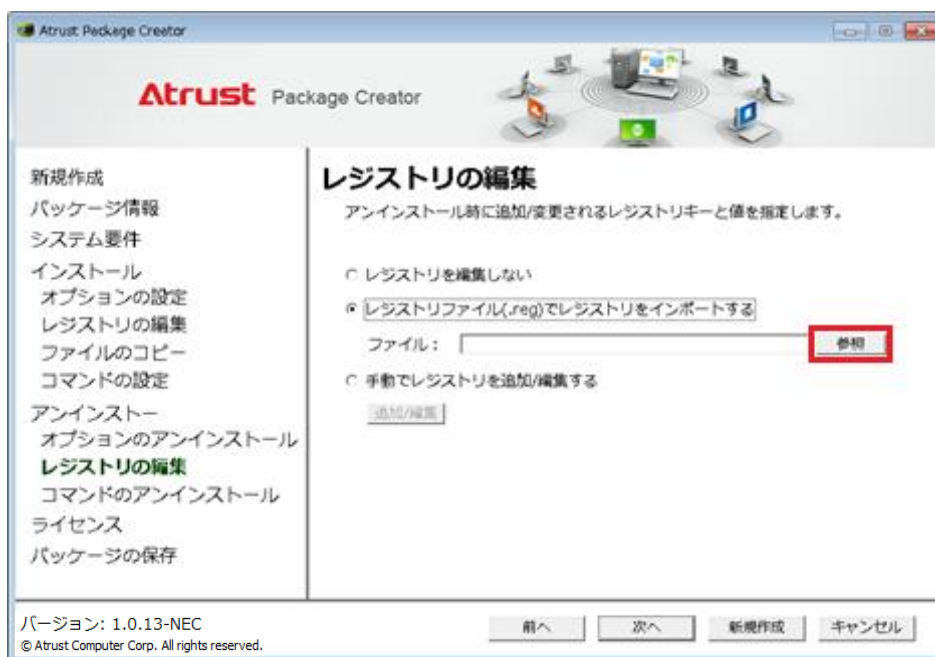 Atrust Package Creator
Atrust Package Creator
新規作成
パッケージ情報
システム要件
インストール
オプションの設定
レジストリの編集
ファイルのコピー
コマンドの設定
アンインストー
オプションのアンインストール
レジストリの編集
コマンドのアンインストール
ライセンス
パッケージの保存
レジストリの編集
アンインストール時に追加/変更されるレジストリキーと値を指定します。
レジストリを編集しない
レジストリファイル(.reg)でレジストリをインポートする
ファイル: 参照
手動でレジストリを追加/編集する
追加/編集
バージョン: 1.0.13-NEC
© Atrust Computer Corp. All rights reserved.
前へ 次へ 新規作成 キャンセル